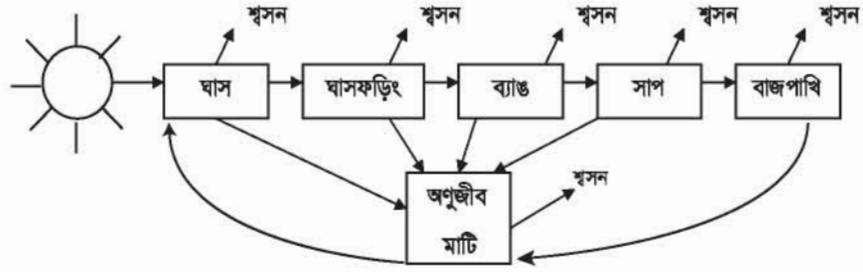 শ্বসন শ্বসন শ্বসন শ্বসন শ্বসন
ঘাস ঘাসফড়িং ব্যাঙ সাপ বাজপাখি
অণুজীব শ্বসন
মাটি